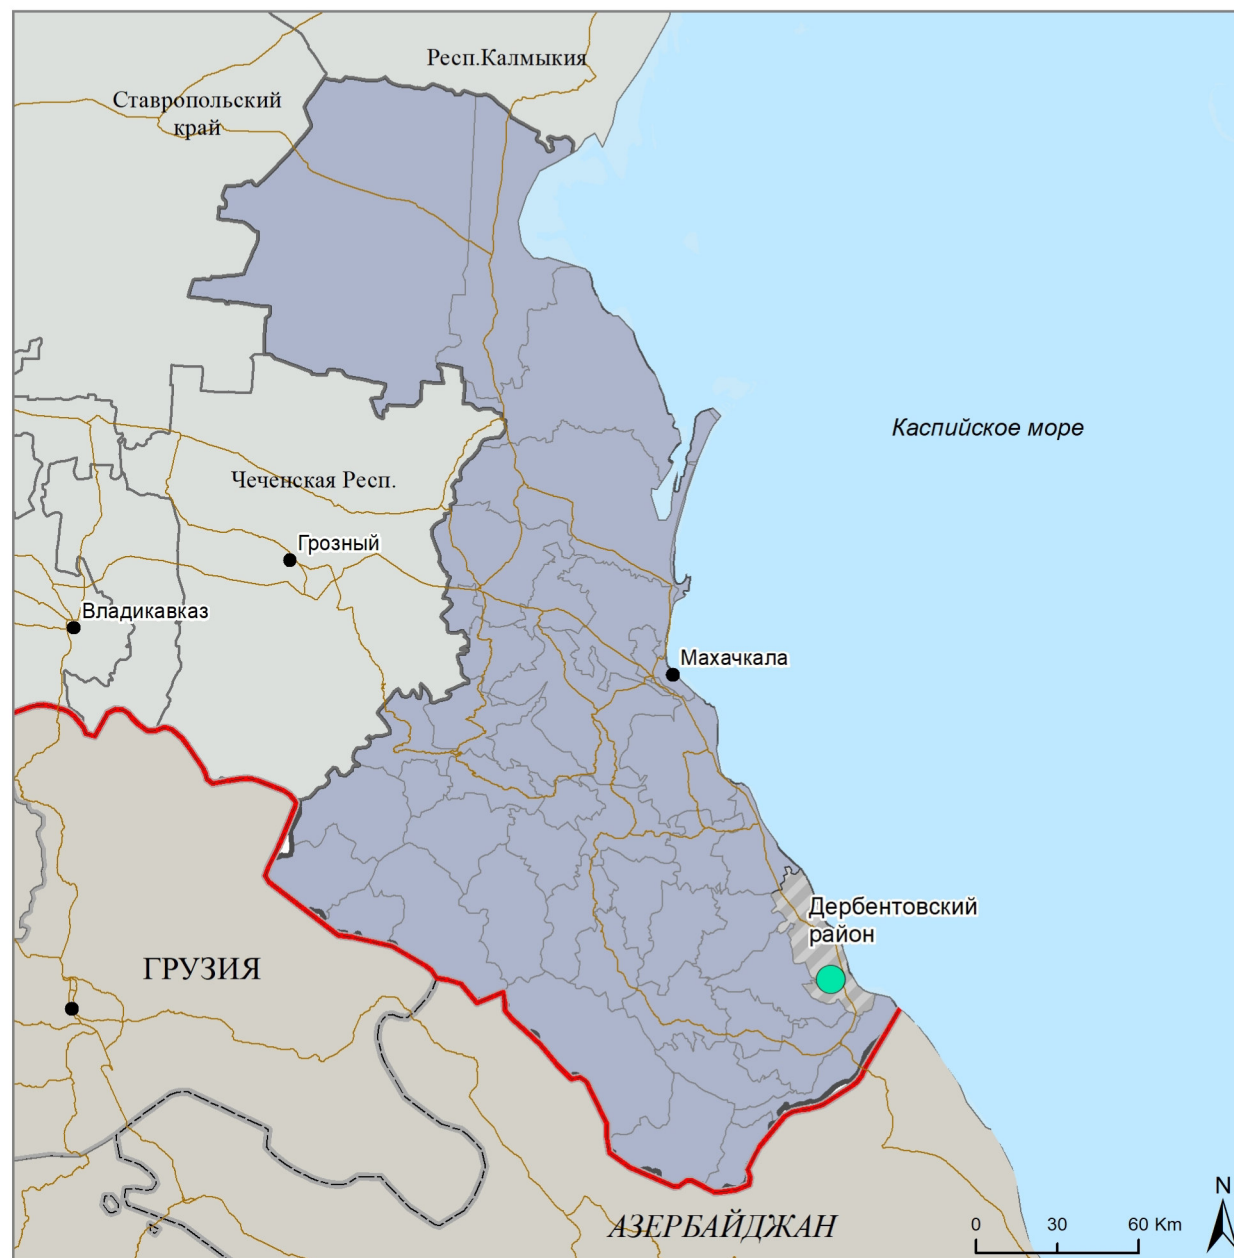 Респ.Калмыкия
Ставропольский
край
Каспийское море
Чеченская Респ.
Грозный
Владикавказ
Махачкала
Дербентовский
район
ГРУЗИЯ
АЗЕРБАЙДЖАН
N
0 30 60 Km